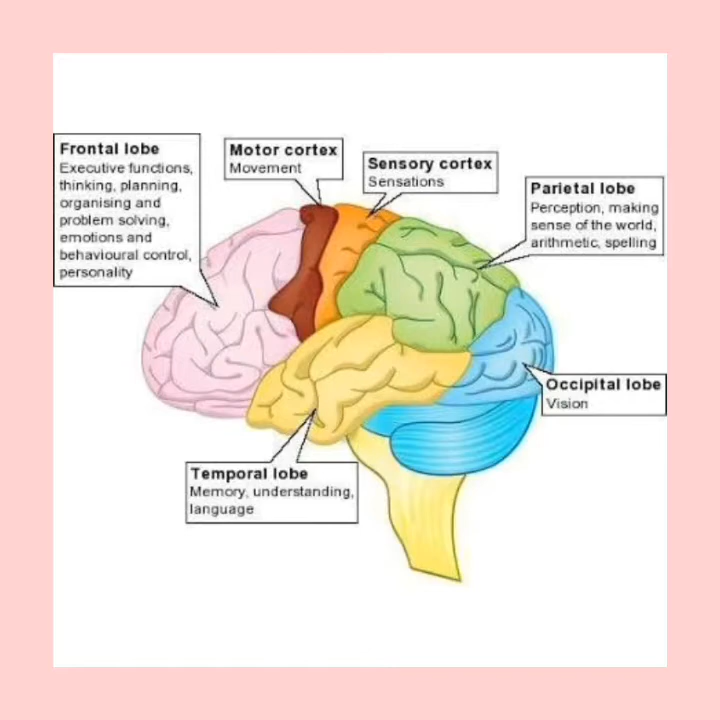 Frontal lobe
Executive functions,
thinking, planning,
organising and
problem solving,
emotions and
behavioural control,
personality
Motor cortex
Movement
Sensory cortex
Sensations
Parietal lobe
Perception, making
sense of the world,
arithmetic, spelling
Occipital lobe
Vision
Temporal lobe
Memory, understanding,
language